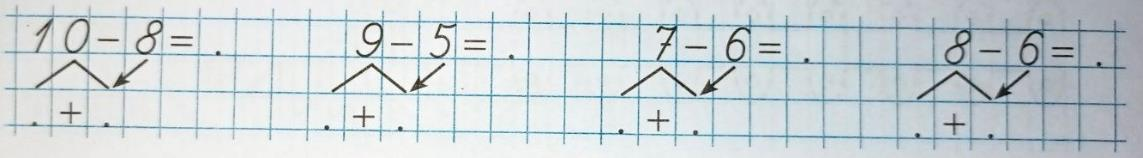 10 - 8 = . 9 - 5 = . 7 - 6 = . 8 - 6 = .
. + . . + . . + . . + .